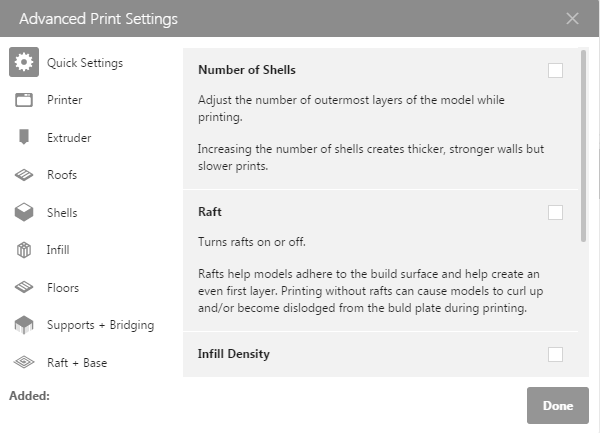 Advanced Print Settings
Quick Settings
Printer
Extruder
Roofs
Shells
Infill
Floors
Supports + Bridging
Raft + Base
Added:
Number of Shells
Adjust the number of outermost layers of the model while
printing.
Increasing the number of shells creates thicker, stronger walls but
slower prints.
Raft
Turns rafts on or off.
Rafts help models adhere to the build surface and help create an
even first layer. Printing without rafts can cause models to curl up
and/or become dislodged from the buld plate during printing.
Infill Density
Done